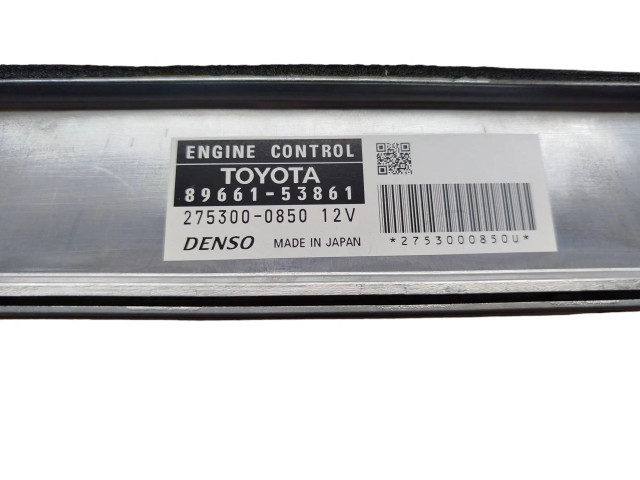 ENGINE CONTROL
TOYOTA
89661-53861
275300-0850 12V
DENSO MADE IN JAPAN
*2753000850U*